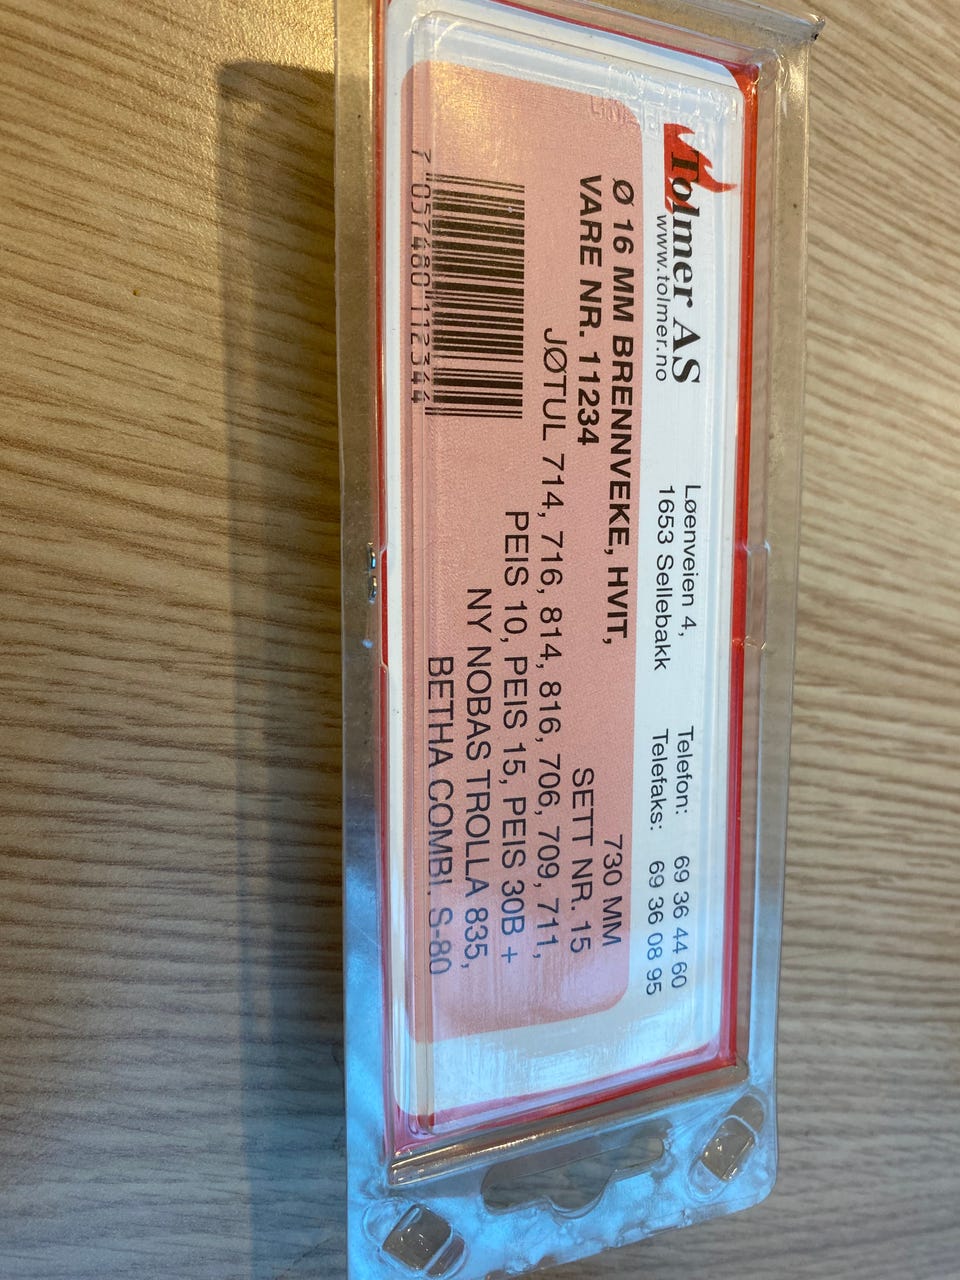 Tolmer AS
www.tolmer.no
Løenveien 4,
1653 Sellebakk
Telefon: 69 36 44 60
Telefaks: 69 36 08 95
Ø 16 MM BRENNVEKE, HVIT, 730 MM
VARE NR. 11234 SETT NR. 15
JØTUL 714, 716, 814, 816, 706, 709, 711,
PEIS 10, PEIS 15, PEIS 30B +
NY NOBAS TROLLA 835,
BETHA COMBI. S-80
7 057480 112344